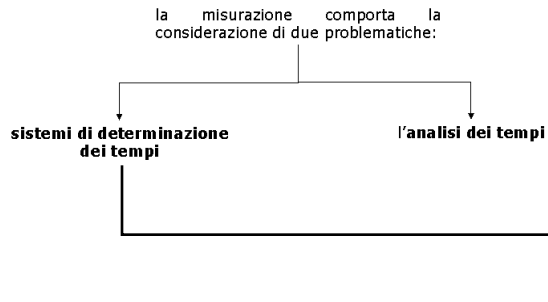 la misurazione comporta la
considerazione di due problematiche:
sistemi di determinazione
dei tempi
l'analisi dei tempi